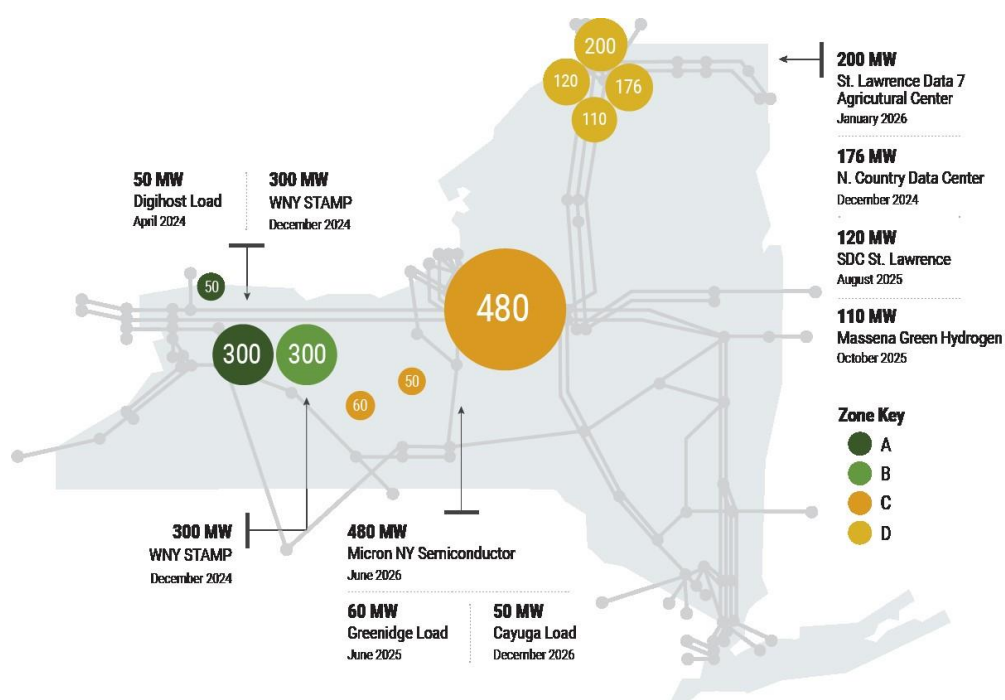 200
120
176
110
200 MW
St. Lawrence Data 7
Agricutural Center
January 2026
176 MW
N. Country Data Center
December 2024
120 MW
SDC St. Lawrence
August 2025
110 MW
Massena Green Hydrogen
October 2025
50 MW
Digihost Load
April 2024
300 MW
WNY STAMP
December 2024
50
300
300
480
50
60
Zone Key
A
B
C
D
300 MW
WNY STAMP
December 2024
480 MW
Micron NY Semiconductor
June 2026
60 MW
Greenidge Load
June 2025
50 MW
Cayuga Load
December 2026